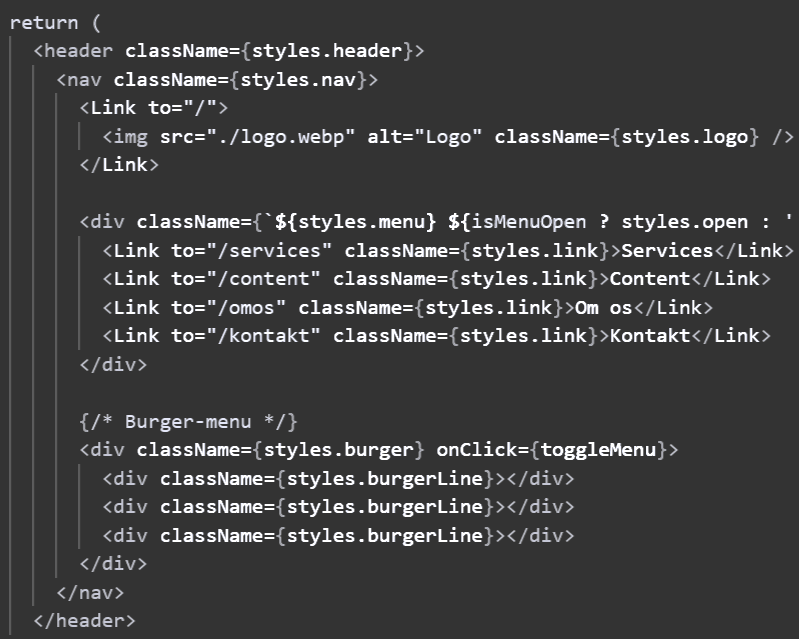 return (
<header className={styles.header}>
<nav className={styles.nav}>
<Link to="/">
<img src="./logo.webp" alt="Logo" className={styles.logo} />
</Link>
<div className={`${styles.menu} ${isMenuOpen ? styles.open : '
<Link to="/services" className={styles.link}>Services</Link>
<Link to="/content" className={styles.link}>Content</Link>
<Link to="/omos" className={styles.link}>Om os</Link>
<Link to="/kontakt" className={styles.link}>Kontakt</Link>
</div>
{/* Burger-menu */}
<div className={styles.burger} onClick={toggleMenu}>
<div className={styles.burgerLine}></div>
<div className={styles.burgerLine}></div>
<div className={styles.burgerLine}></div>
</div>
</nav>
</header>